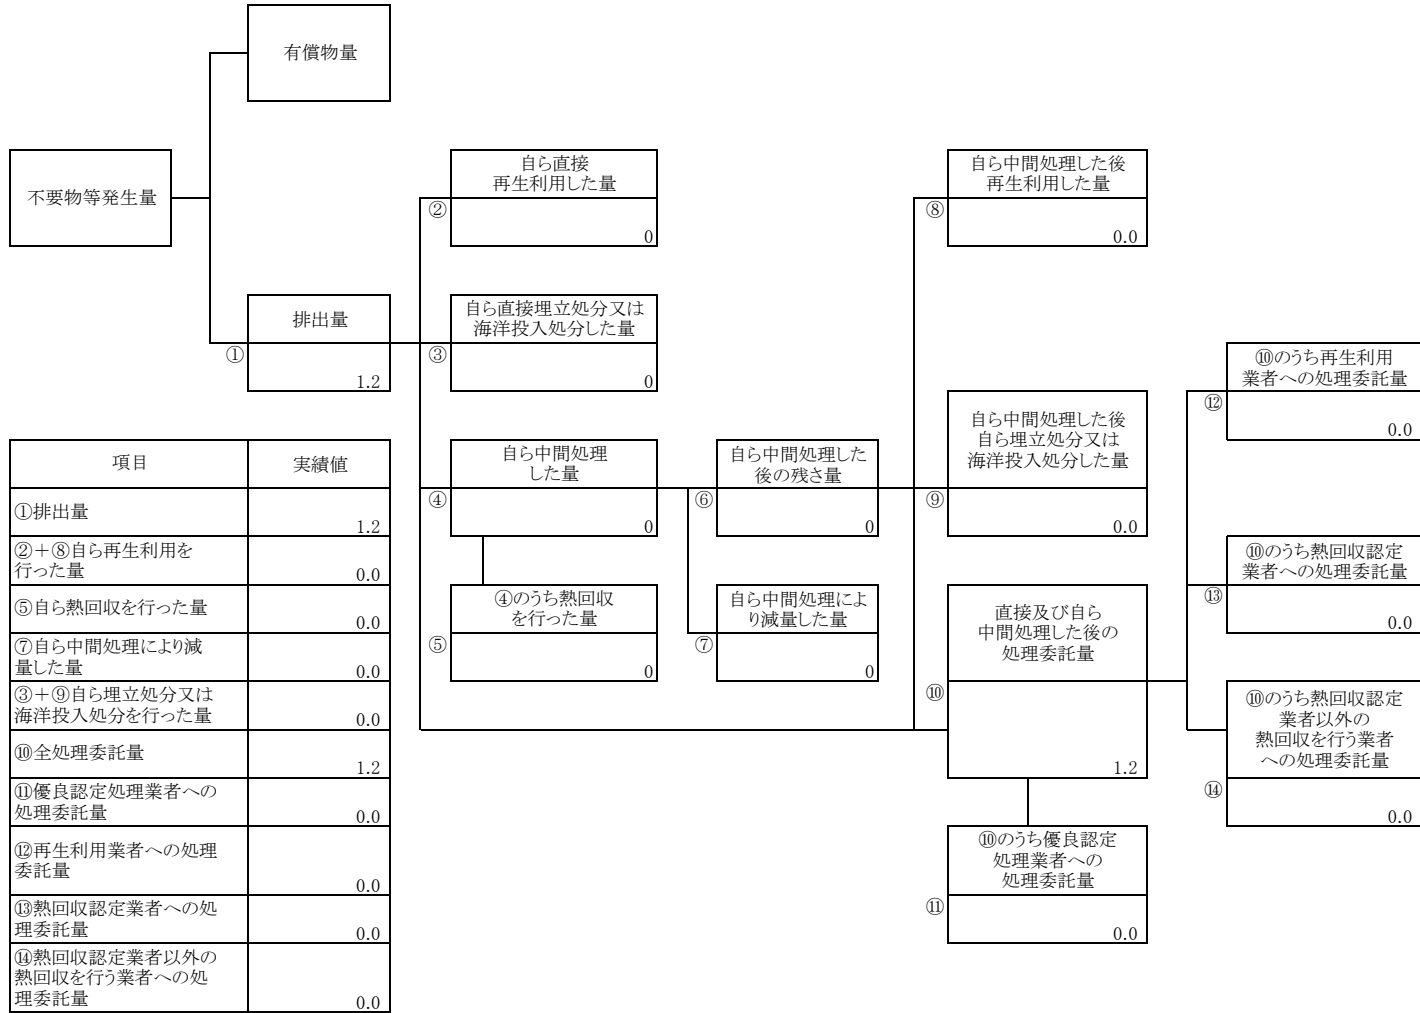 有償物量
不要物等発生量
自ら直接
再生利用した量
②
0
自ら中間処理した後
再生利用した量
⑧
0.0
排出量
①
1.2
自ら直接埋立処分又は
海洋投入処分した量
③
0
⑩のうち再生利用
業者への処理委託量
⑫
0.0
自ら中間処理
した量
④
0
自ら中間処理した
後の残さ量
⑥
0
自ら中間処理した後
自ら埋立処分又は
海洋投入処分した量
⑨
0.0
⑩のうち熱回収認定
業者への処理委託量
⑬
0.0
④のうち熱回収
を行った量
⑤
0
自ら中間処理によ
り減量した量
⑦
0
直接及び自ら
中間処理した後の
処理委託量
⑩
1.2
⑩のうち熱回収認定
業者以外の
熱回収を行う業者
への処理委託量
⑭
0.0
⑩のうち優良認定
処理業者への
処理委託量
⑪
0.0
項目
実績値
①排出量
1.2
②+⑧自ら再生利用を
行った量
0.0
⑤自ら熱回収を行った量
0.0
⑦自ら中間処理により減
量した量
0.0
③+⑨自ら埋立処分又は
海洋投入処分を行った量
0.0
⑩全処理委託量
1.2
⑪優良認定処理業者への
処理委託量
0.0
⑫再生利用業者への処理
委託量
0.0
⑬熱回収認定業者への処
理委託量
0.0
⑭熱回収認定業者以外の
熱回収を行う業者への処
理委託量
0.0